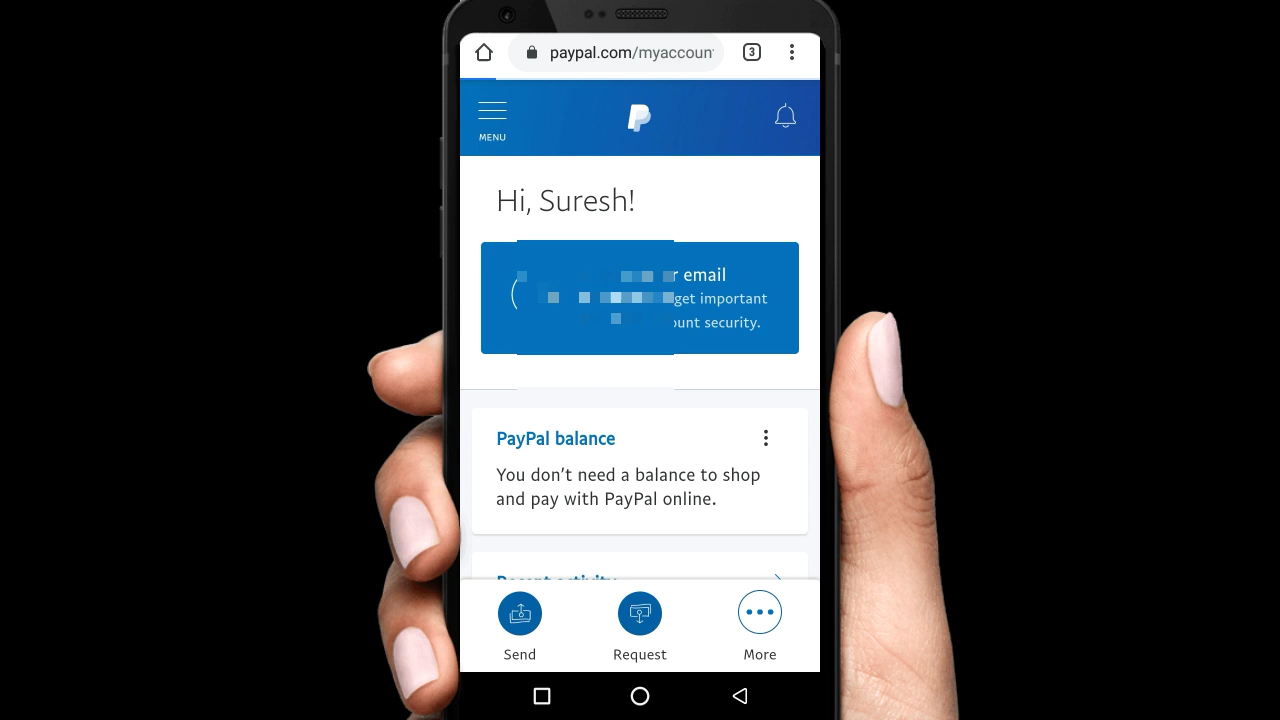 3
paypal.com/myaccoun
MENU
Hi, Suresh!
email
get important
security.
PayPal balance
You don’t need a balance to shop
and pay with PayPal online.
Recent activity
Send
Request
More